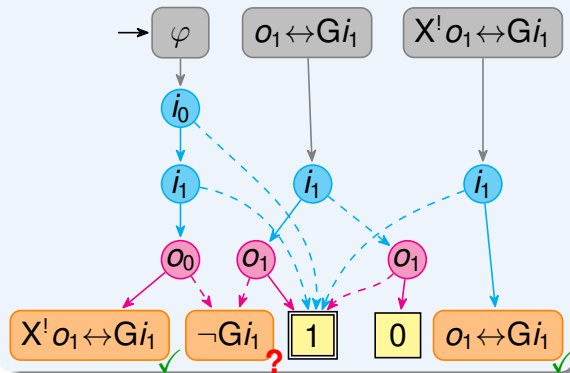 φ o₁↔Gi₁ X!o₁↔Gi₁
i₀
i₁ i₁ i₁
o₀ o₁ o₁
X!o₁↔Gi₁ ¬Gi₁ 1 0 o₁↔Gi₁
✓ ? ✓